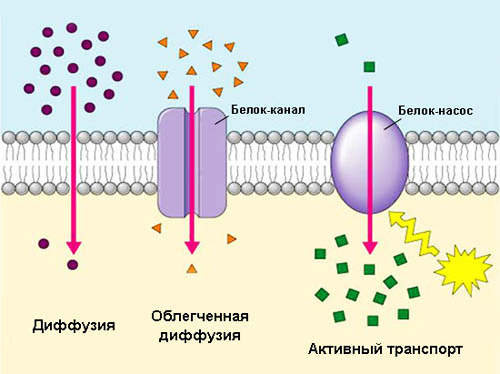 Белок-канал
Белок-насос
Диффузия
Облегченная
диффузия
Активный транспорт